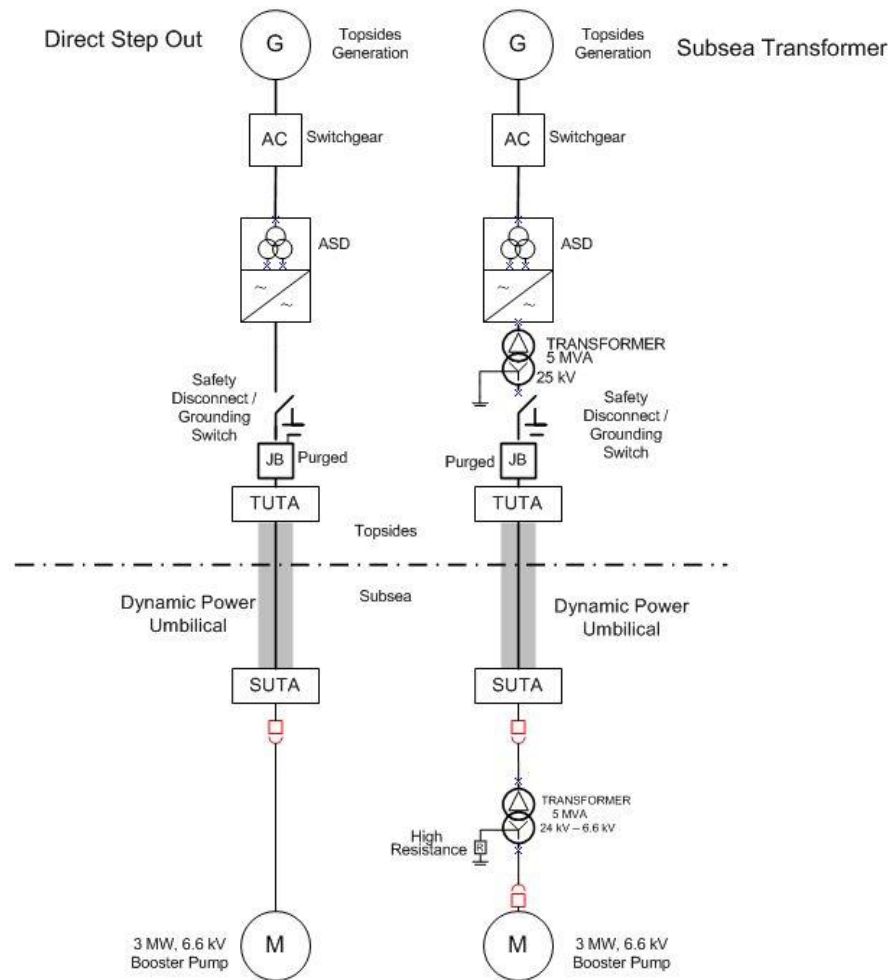 Direct Step Out
G
Topsides
Generation
G
Topsides
Generation
Subsea Transformer
AC
Switchgear
AC
Switchgear
ASD
ASD
~
~
~
~
TRANSFORMER
5 MVA
25 kV
Safety
Disconnect /
Grounding
Switch
Safety
Disconnect /
Grounding
Switch
JB
Purged
Purged
JB
TUTA
TUTA
Topsides
Subsea
Dynamic Power
Umbilical
Dynamic Power
Umbilical
SUTA
SUTA
TRANSFORMER
5 MVA
24 kV – 6.6 kV
High
Resistance
R
3 MW, 6.6 kV
Booster Pump
M
M
3 MW, 6.6 kV
Booster Pump